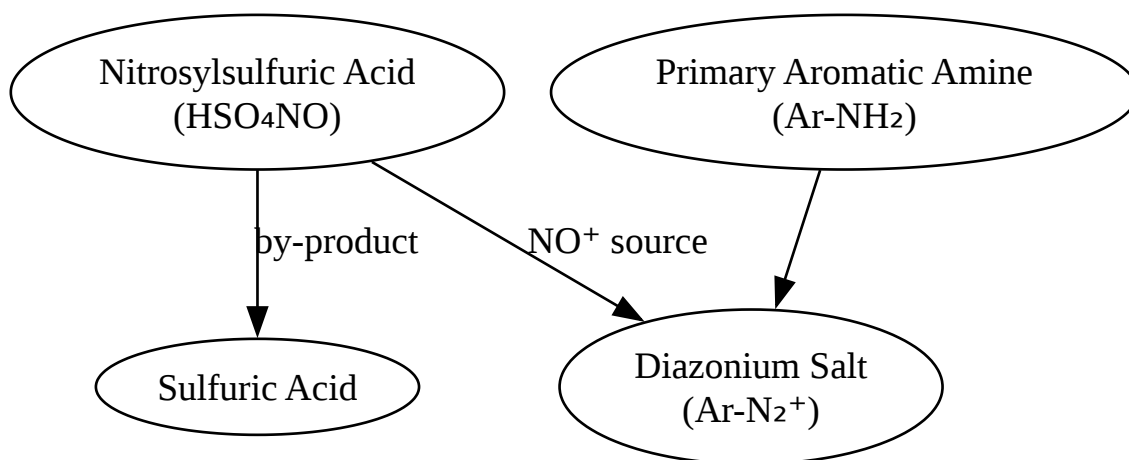 Nitrosylsulfuric Acid
(HSO₄NO)
Primary Aromatic Amine
(Ar-NH₂)
by-product
NO⁺ source
Sulfuric Acid
Diazonium Salt
(Ar-N₂⁺)